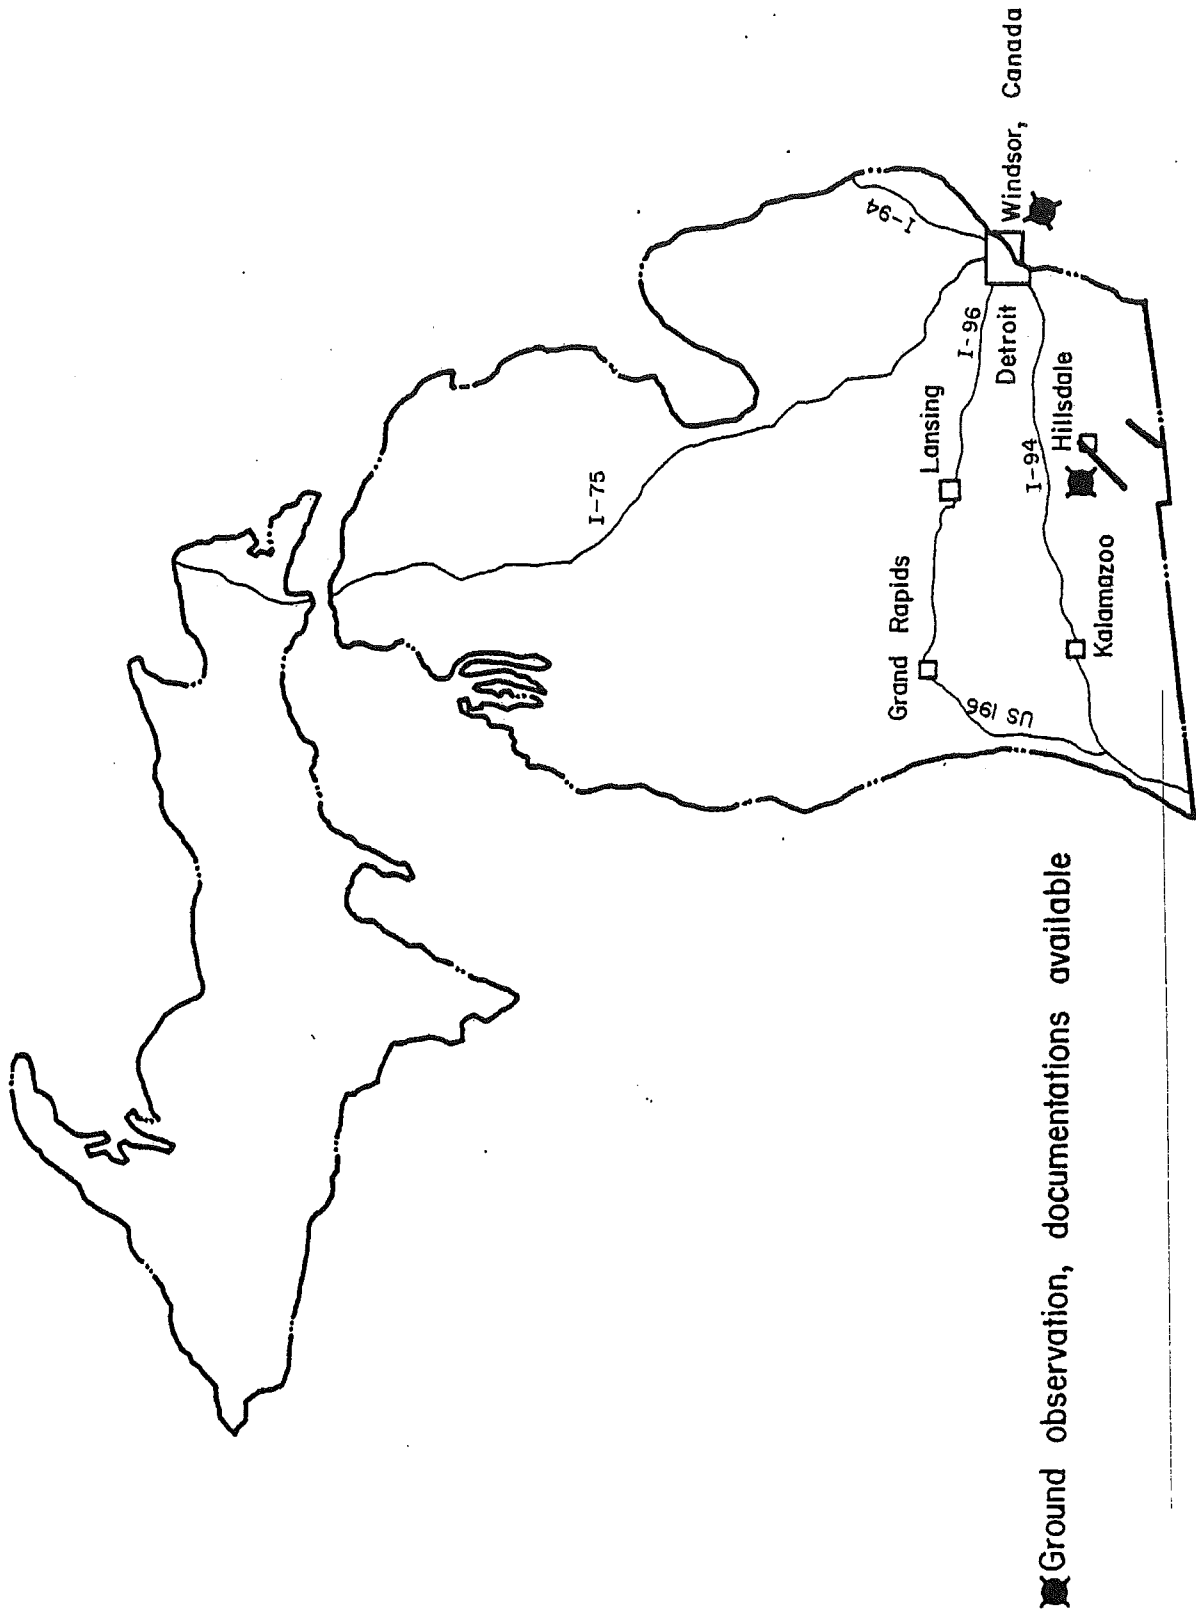 I-75
I-94
Grand Rapids
Lansing
I-96
US 196
Detroit
Windsor, Canada
I-94
Hillsdale
Kalamazoo
Ground observation, documentations available